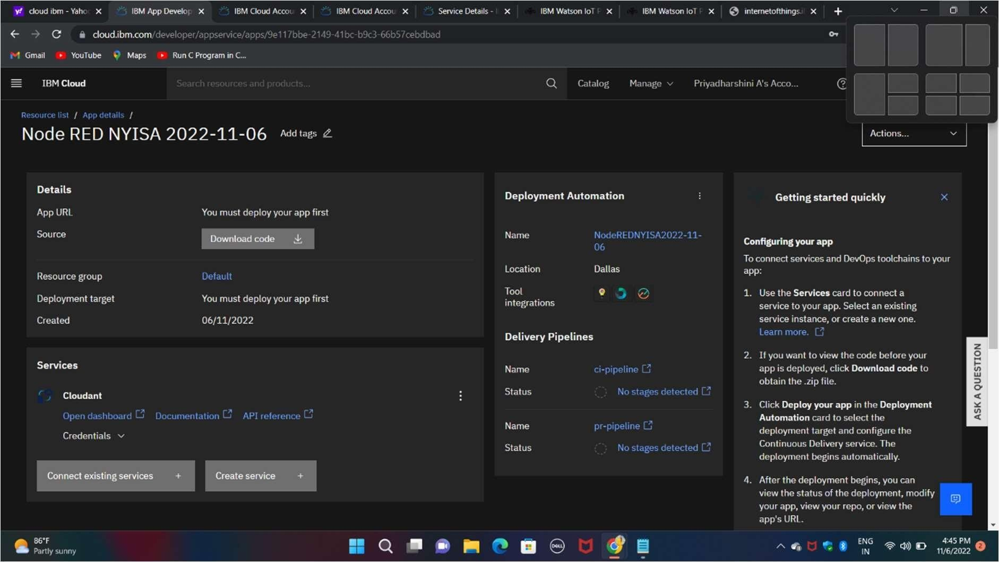 cloud ibm - Yahoo
IBM App Develop
IBM Cloud Accou
IBM Cloud Accou
Service Details - I
IBM Watson IoT P
IBM Watson IoT P
internetofthings.i
cloud.ibm.com/developer/appservice/apps/9e117bbe-2149-41bc-b9c3-66b57cebdbad
Gmail
YouTube
Maps
Run C Program in C...
IBM Cloud
Search resources and products...
Catalog
Manage
Priyadharshini A's Acco...
Resource list / App details /
Node RED NYISA 2022-11-06
Add tags
Actions...
Details
App URL
You must deploy your app first
Source
Download code
Resource group
Default
Deployment target
You must deploy your app first
Created
06/11/2022
Services
Cloudant
Open dashboard
Documentation
API reference
Credentials
Connect existing services +
Create service +
Deployment Automation
Name
NodeREDNYISA2022-11-
06
Location
Dallas
Tool
integrations
Delivery Pipelines
Name
ci-pipeline
Status
No stages detected
Name
pr-pipeline
Status
No stages detected
Getting started quickly
Configuring your app
To connect services and DevOps toolchains to your
app:
1. Use the Services card to connect a
service to your app. Select an existing
service instance, or create a new one.
Learn more.
2. If you want to view the code before your
app is deployed, click Download code to
obtain the .zip file.
3. Click Deploy your app in the Deployment
Automation card to select the
deployment target and configure the
Continuous Delivery service. The
deployment begins automatically.
4. After the deployment begins, you can
view the status of the deployment, modify
your app, view your repo, or view the
app's URL.
ASK A QUESTION
86°F
Partly sunny
DELL
1
ENG
IN
4:45 PM
11/6/2022
2